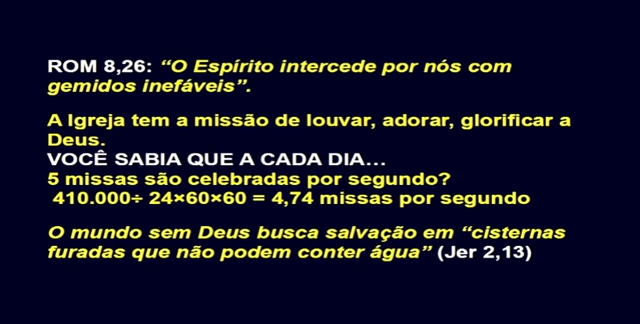 ROM 8,26: “O Espírito intercede por nós com
gemidos inefáveis”.
A Igreja tem a missão de louvar, adorar, glorificar a
Deus.
VOCÊ SABIA QUE A CADA DIA...
5 missas são celebradas por segundo?
410.000÷ 24×60×60 = 4,74 missas por segundo
O mundo sem Deus busca salvação em “cisternas
furadas que não podem conter água” (Jer 2,13)